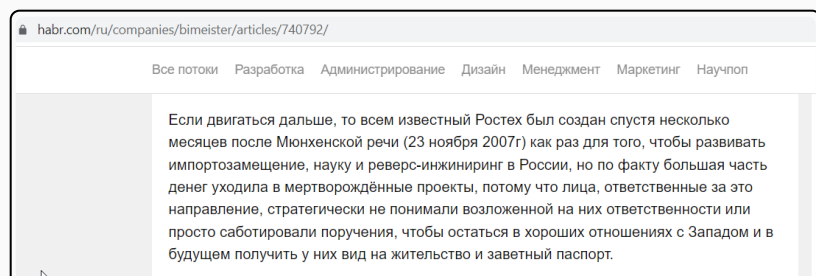 habr.com/ru/companies/bimeister/articles/740792/
Все потоки Разработка Администрирование Дизайн Менеджмент Маркетинг Научпоп
Если двигаться дальше, то всем известный Ростех был создан спустя несколько
месяцев после Мюнхенской речи (23 ноября 2007г) как раз для того, чтобы развивать
импортозамещение, науку и реверс-инжиниринг в России, но по факту большая часть
денег уходила в мертворождённые проекты, потому что лица, ответственные за это
направление, стратегически не понимали возложенной на них ответственности или
просто саботировали поручения, чтобы остаться в хороших отношениях с Западом и в
будущем получить у них вид на жительство и заветный паспорт.